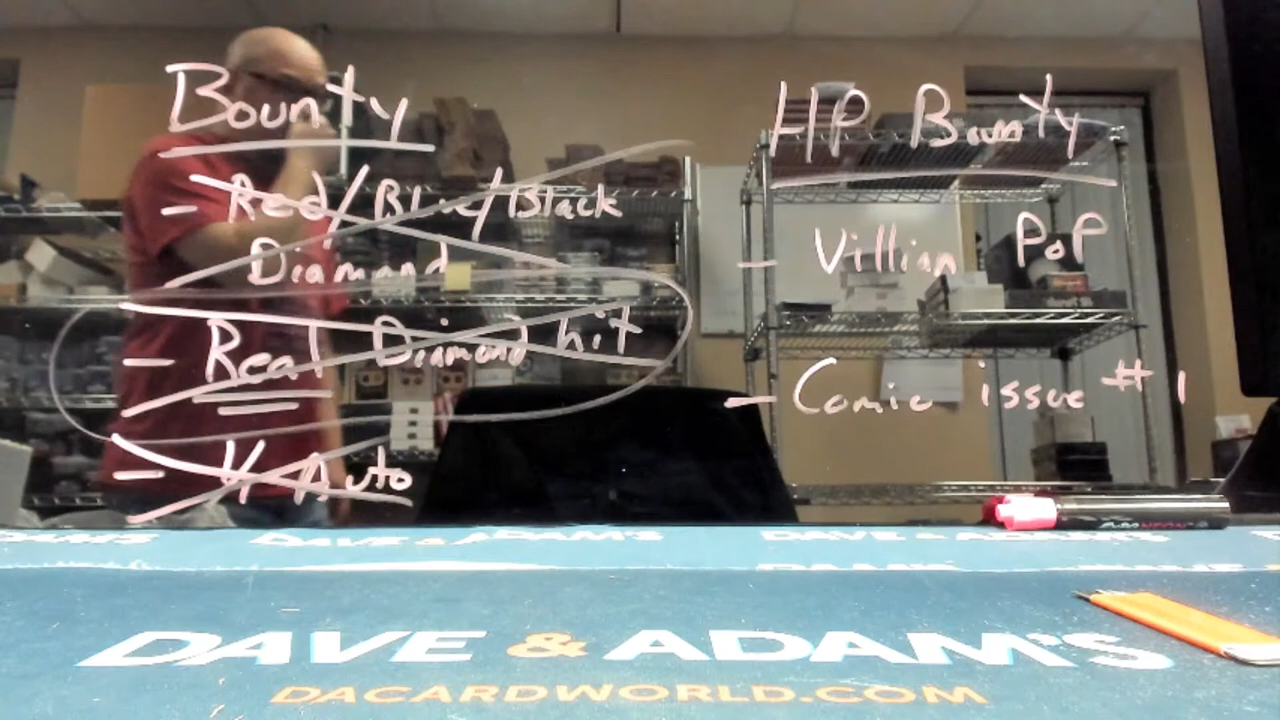 Bounty
- Red/Blue/Black
Diamond
- Real Diamond hit
- V Auto
HP Bounty
- Villian PoP
- Comic issue # 1
DAVE & ADAM'S
DAVE & ADAM'S
DAVE & ADAM'S
DACARDWORLD.COM